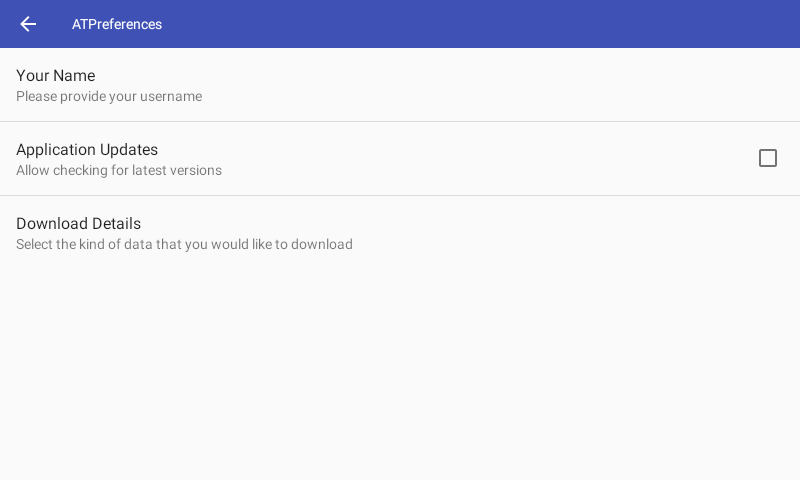 ATPreferences
Your Name
Please provide your username
Application Updates
Allow checking for latest versions
Download Details
Select the kind of data that you would like to download